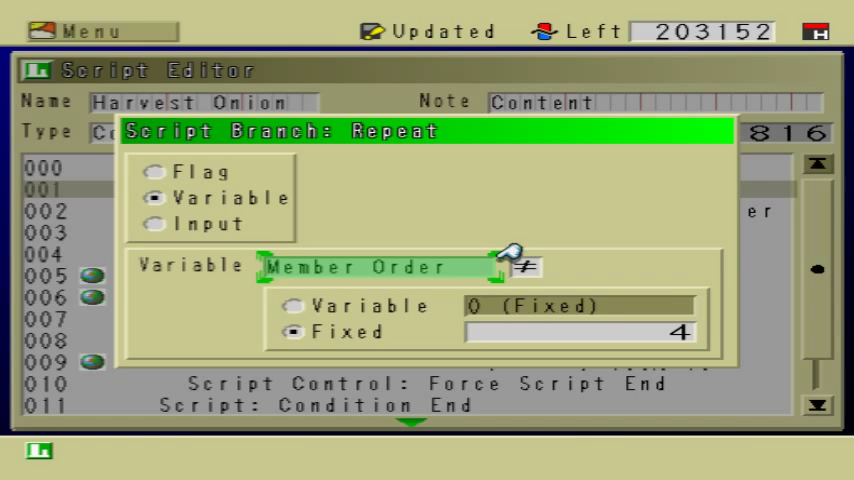 Menu
Updated
Left
203152
H
Script Editor
Name Harvest Onion
Note Content
Type
Script Branch: Repeat
816
000
Flag
001
Variable
002
003
Input
004
Variable Member Order ≠
005
006
Variable 0 (Fixed)
007
Fixed 4
008
009
010 Script Control: Force Script End
011 Script: Condition End